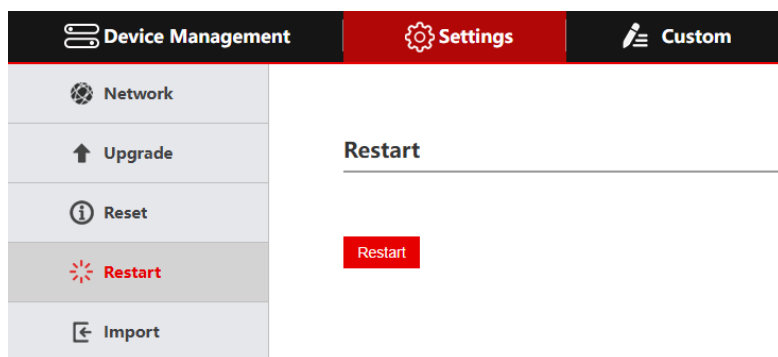 Device Management
Settings
Custom
Network
Upgrade
Reset
Restart
Import
Restart
Restart